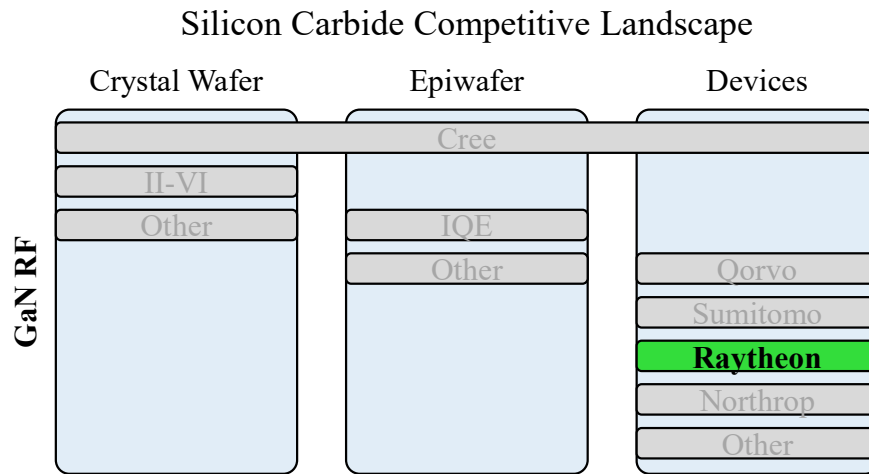 Silicon Carbide Competitive Landscape
Crystal Wafer
Epiwafer
Devices
GaN RF
Cree
II-VI
Other
IQE
Other
Qorvo
Sumitomo
Raytheon
Northrop
Other